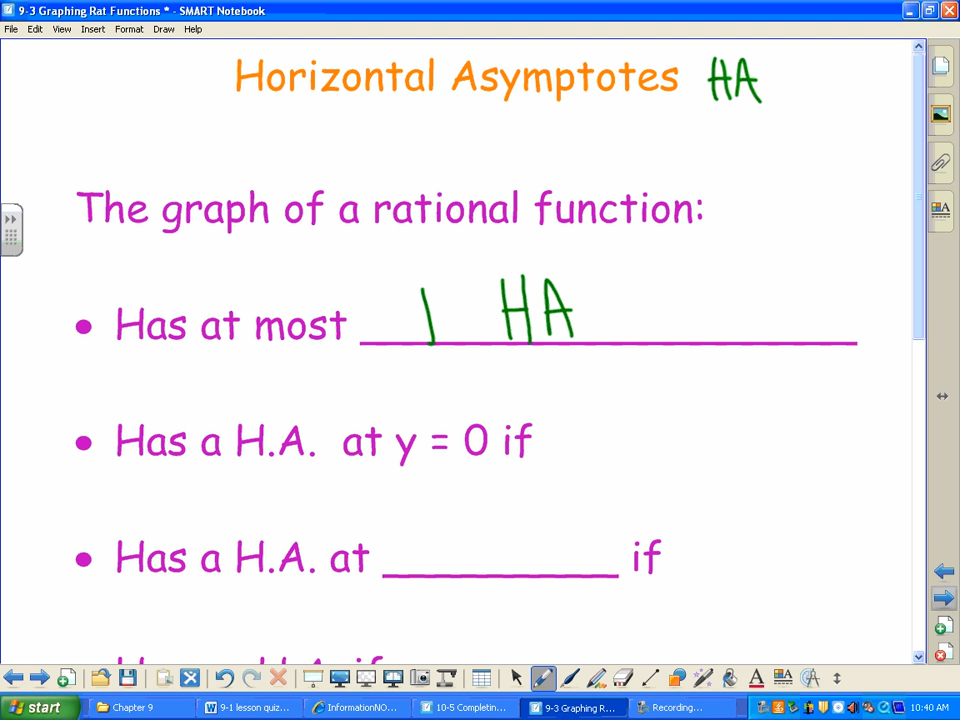 9-3 Graphing Rat Functions * - SMART Notebook
File Edit View Insert Format Draw Help
Horizontal Asymptotes HA
The graph of a rational function:
• Has at most 1 HA
• Has a H.A. at y = 0 if
• Has a H.A. at _________ if
start Chapter 9 9-1 lesson quiz... InformationNO... 10-5 Completin... 9-3 Graphing R... Recording... 10:40 AM